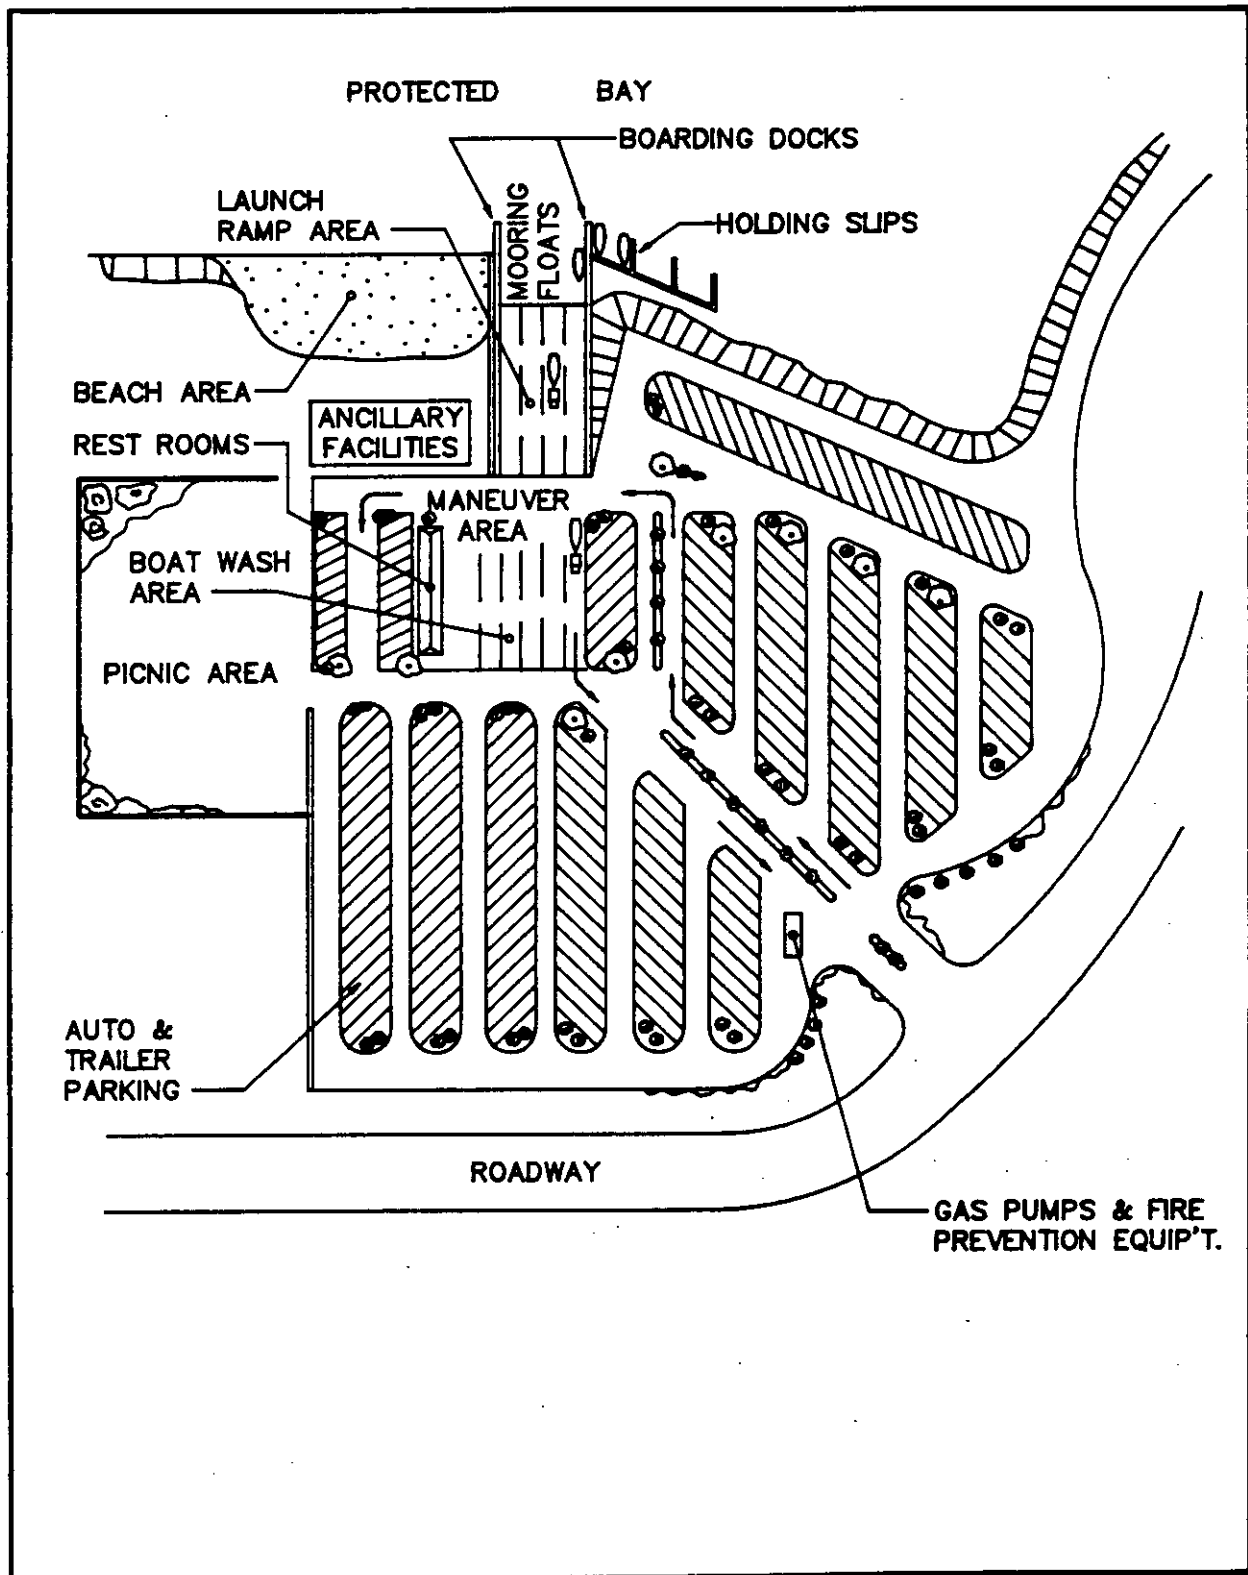 PROTECTED BAY
BOARDING DOCKS
LAUNCH
RAMP AREA
MOORING
FLOATS
HOLDING SLIPS
BEACH AREA
ANCILLARY
FACILITIES
REST ROOMS
MANEUVER
AREA
BOAT WASH
AREA
PICNIC AREA
AUTO &
TRAILER
PARKING
ROADWAY
GAS PUMPS & FIRE
PREVENTION EQUIP'T.